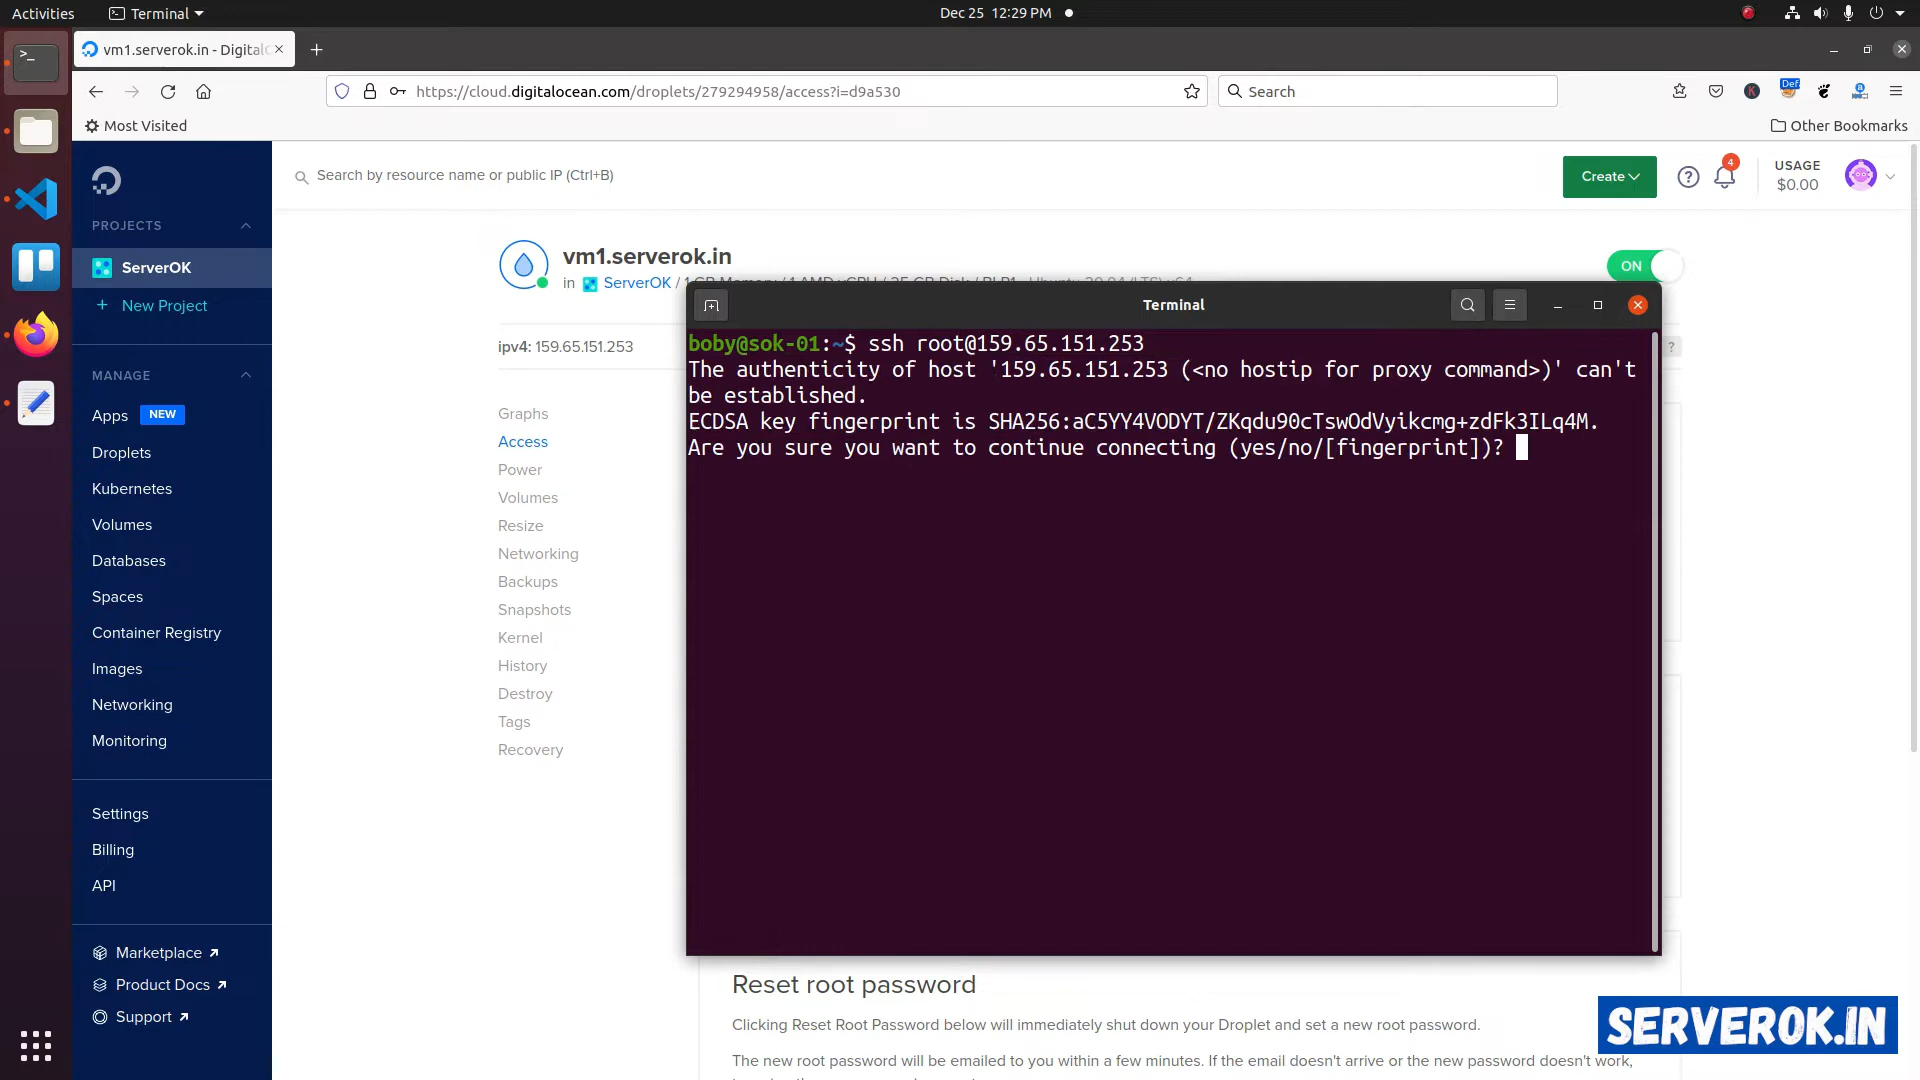 Activities
Terminal
Dec 25 12:29 PM
vm1.serverok.in - Digital
https://cloud.digitalocean.com/droplets/279294958/access?i=d9a530
Search
Def
Most Visited
Other Bookmarks
PROJECTS
ServerOK
+ New Project
MANAGE
Apps NEW
Droplets
Kubernetes
Volumes
Databases
Spaces
Container Registry
Images
Networking
Monitoring
Settings
Billing
API
Marketplace
Product Docs
Support
Search by resource name or public IP (Ctrl+B)
Create
?
4
USAGE
$0.00
vm1.serverok.in
in ServerOK /
ON
ipv4: 159.65.151.253
?
Graphs
Access
Power
Volumes
Resize
Networking
Backups
Snapshots
Kernel
History
Destroy
Tags
Recovery
Terminal
boby@sok-01:~$ ssh root@159.65.151.253
The authenticity of host '159.65.151.253 (<no hostip for proxy command>)' can't
be established.
ECDSA key fingerprint is SHA256:aC5YY4VODYT/ZKqdu90cTswOdVyikcmg+zdFk3ILq4M.
Are you sure you want to continue connecting (yes/no/[fingerprint])?
Reset root password
Clicking Reset Root Password below will immediately shut down your Droplet and set a new root password.
The new root password will be emailed to you within a few minutes. If the email doesn't arrive or the new password doesn't work,
SERVEROK.IN